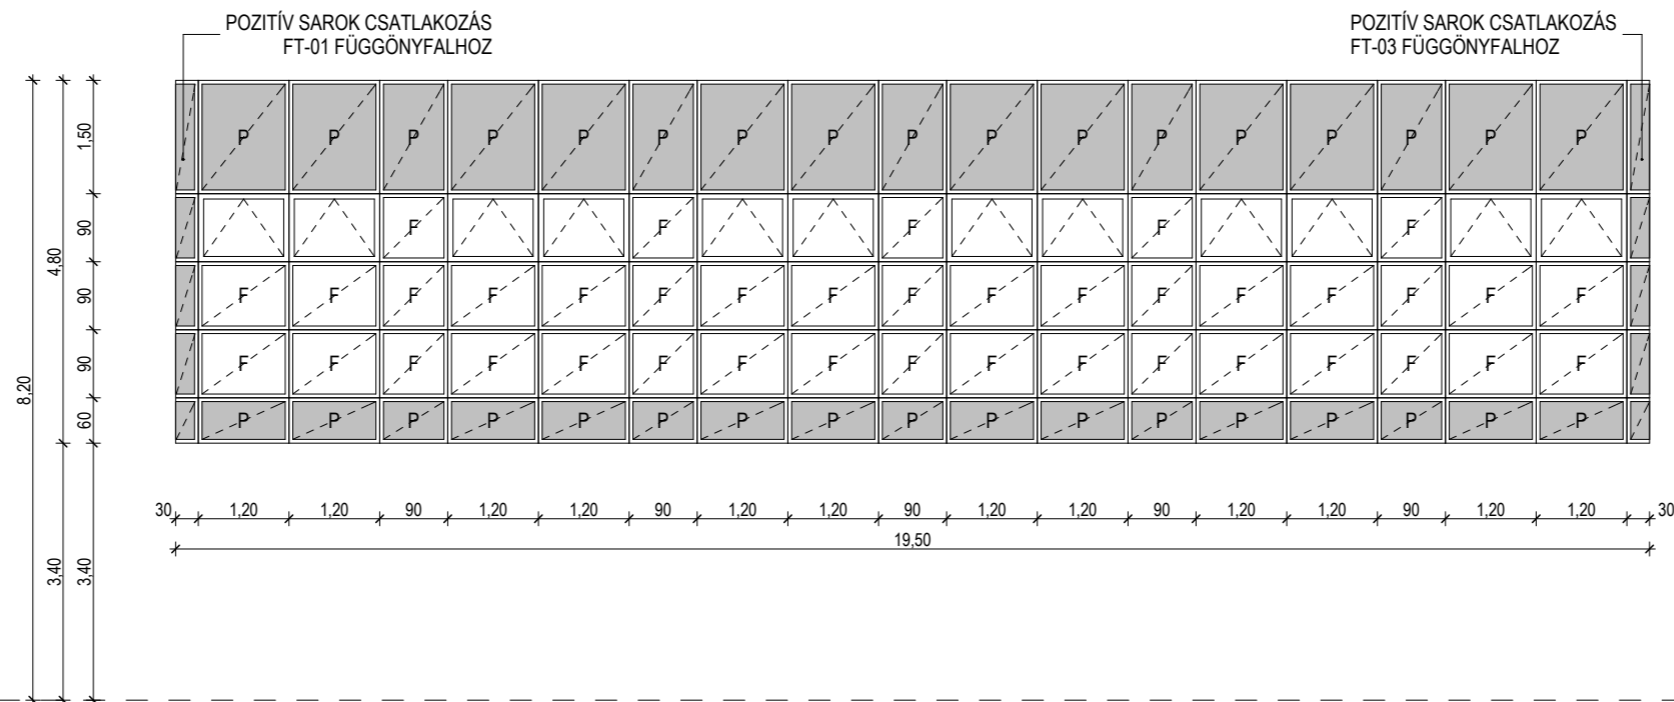 POZITÍV SAROK CSATLAKOZÁS
FT-01 FÜGGÖNYFALHOZ
POZITÍV SAROK CSATLAKOZÁS
FT-03 FÜGGÖNYFALHOZ
P P P P P P P P P P P P P P P P P
F F F F F
F F F F F F F F F F F F F F F F F
F F F F F F F F F F F F F F F F F
P P P P P P P P P P P P P P P P P
1,50
90
90
90
60
4,80
8,20
3,40
3,40
30 1,20 1,20 90 1,20 1,20 90 1,20 1,20 90 1,20 1,20 90 1,20 1,20 90 1,20 1,20 30
19,50